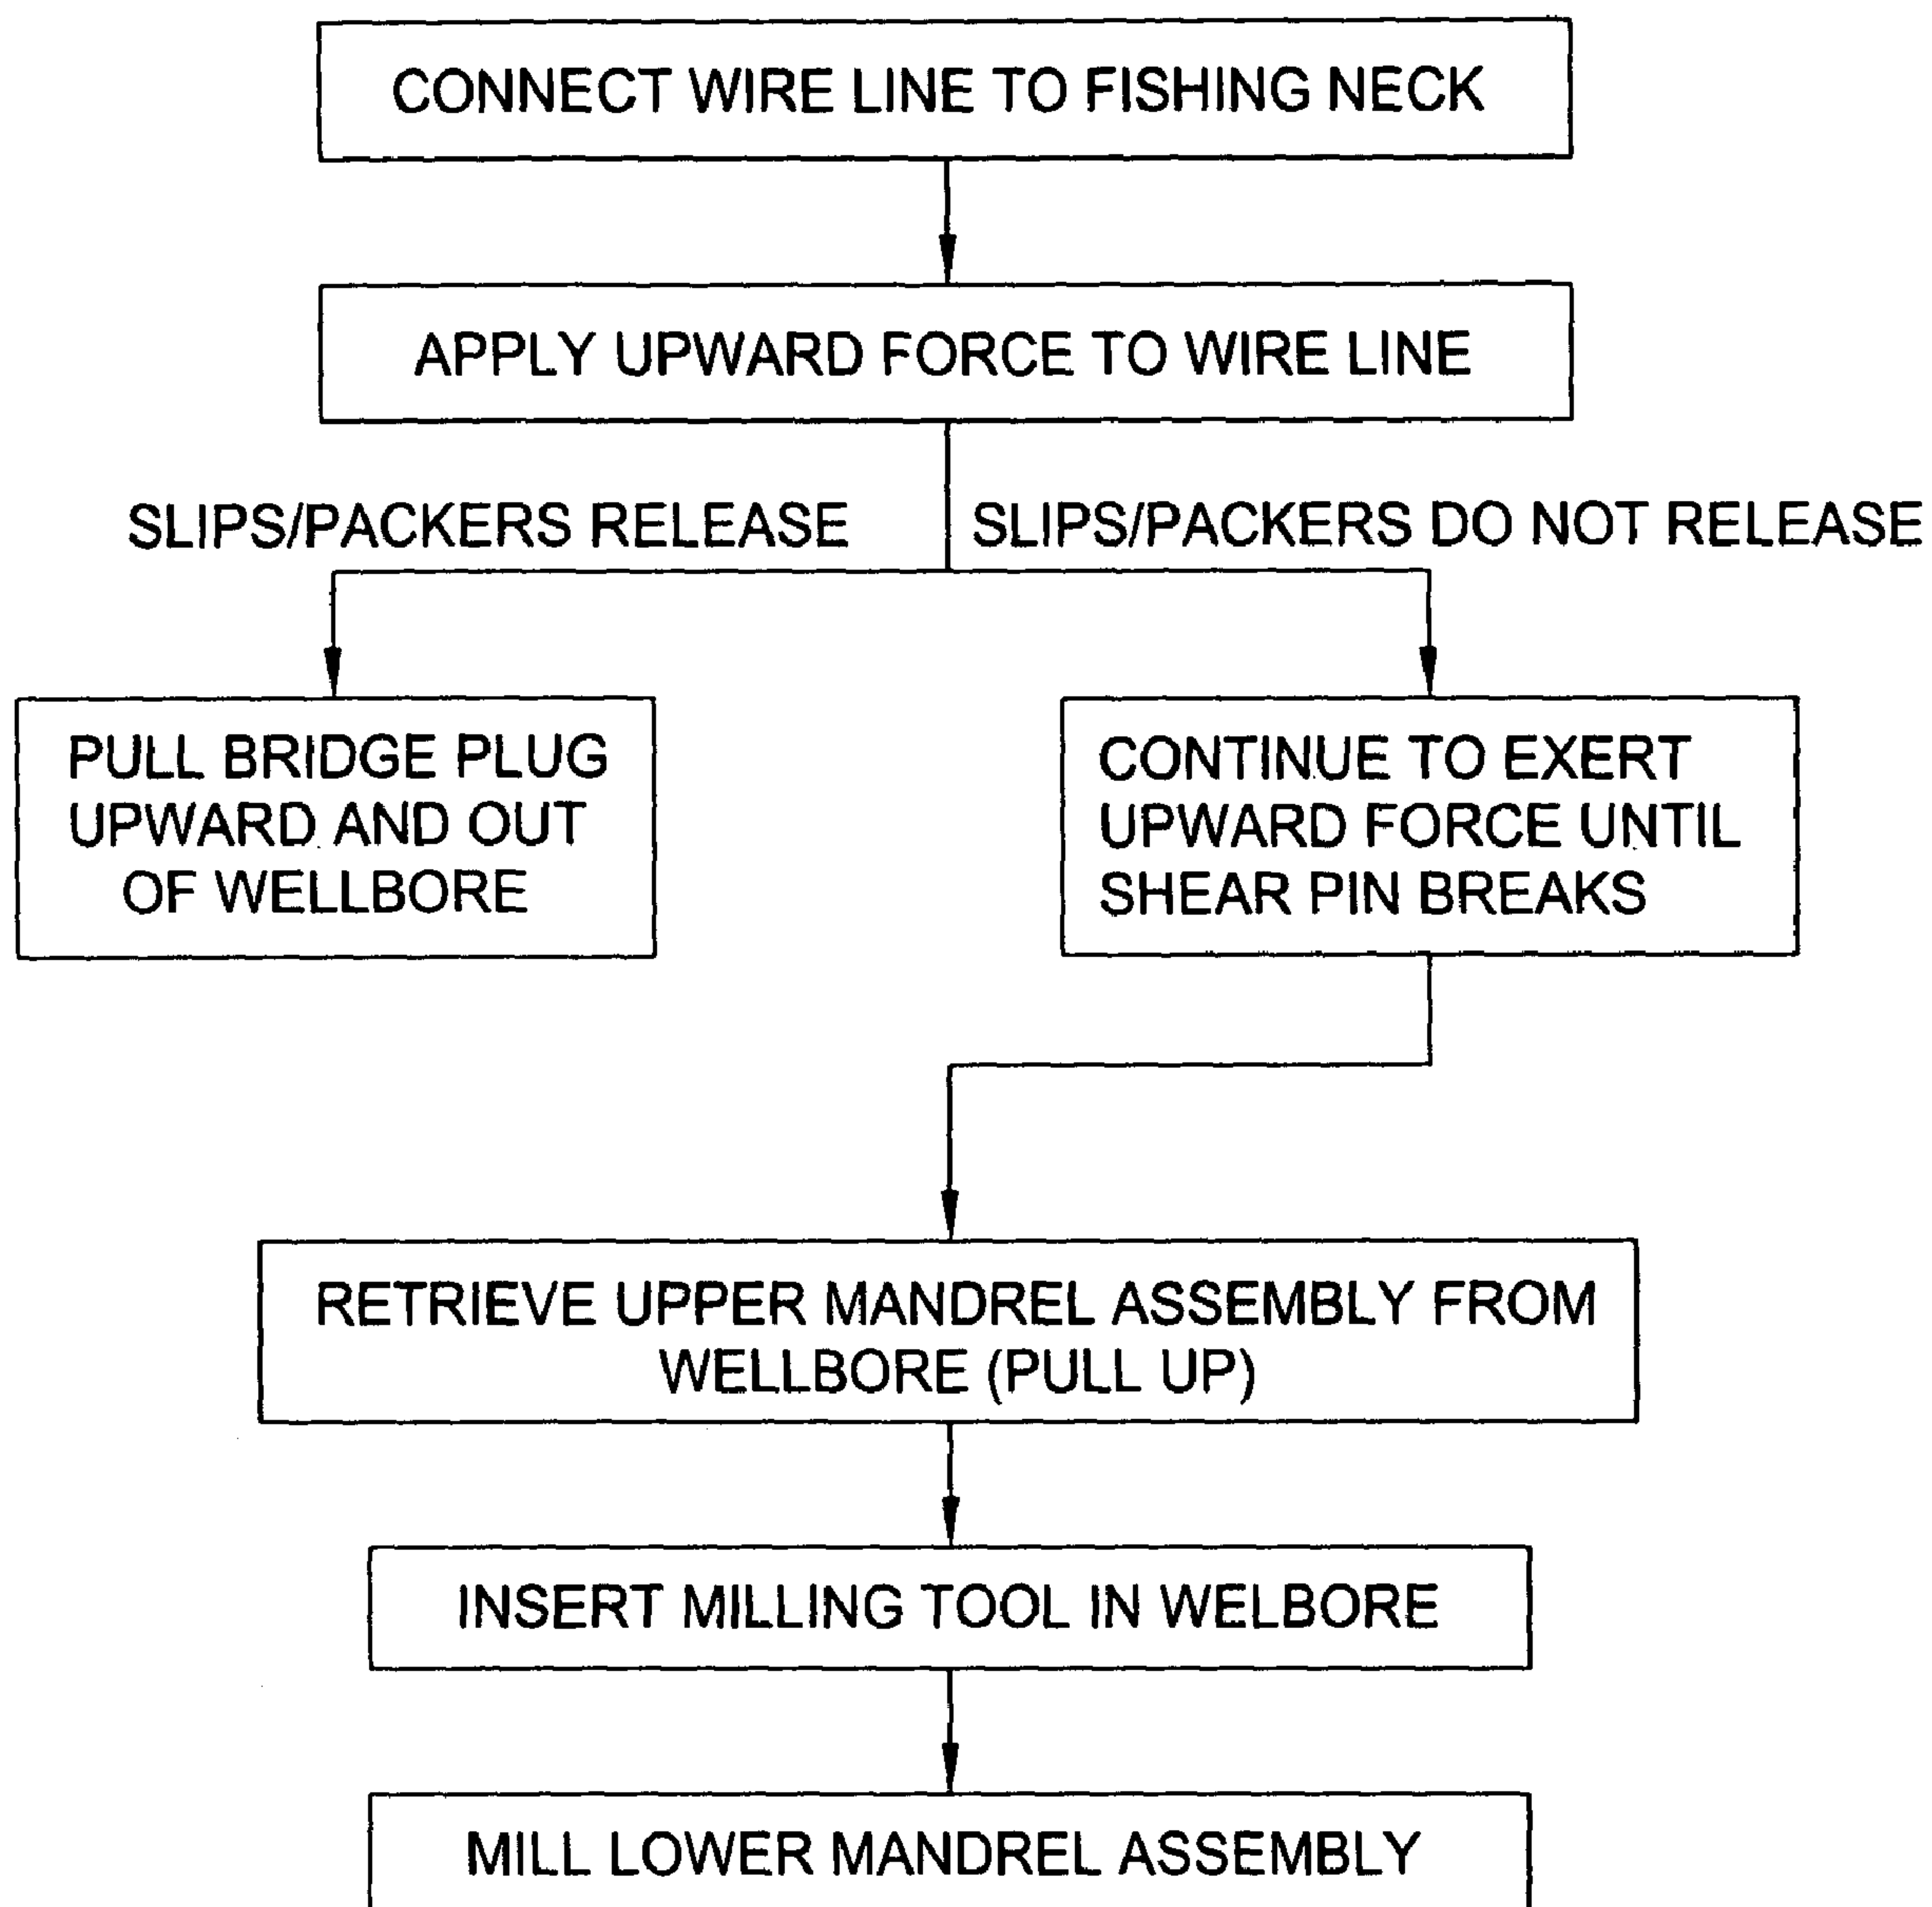 CONNECT WIRE LINE TO FISHING NECK
APPLY UPWARD FORCE TO WIRE LINE
SLIPS/PACKERS RELEASE
SLIPS/PACKERS DO NOT RELEASE
PULL BRIDGE PLUG
UPWARD AND OUT
OF WELLBORE
CONTINUE TO EXERT
UPWARD FORCE UNTIL
SHEAR PIN BREAKS
RETRIEVE UPPER MANDREL ASSEMBLY FROM
WELLBORE (PULL UP)
INSERT MILLING TOOL IN WELBORE
MILL LOWER MANDREL ASSEMBLY